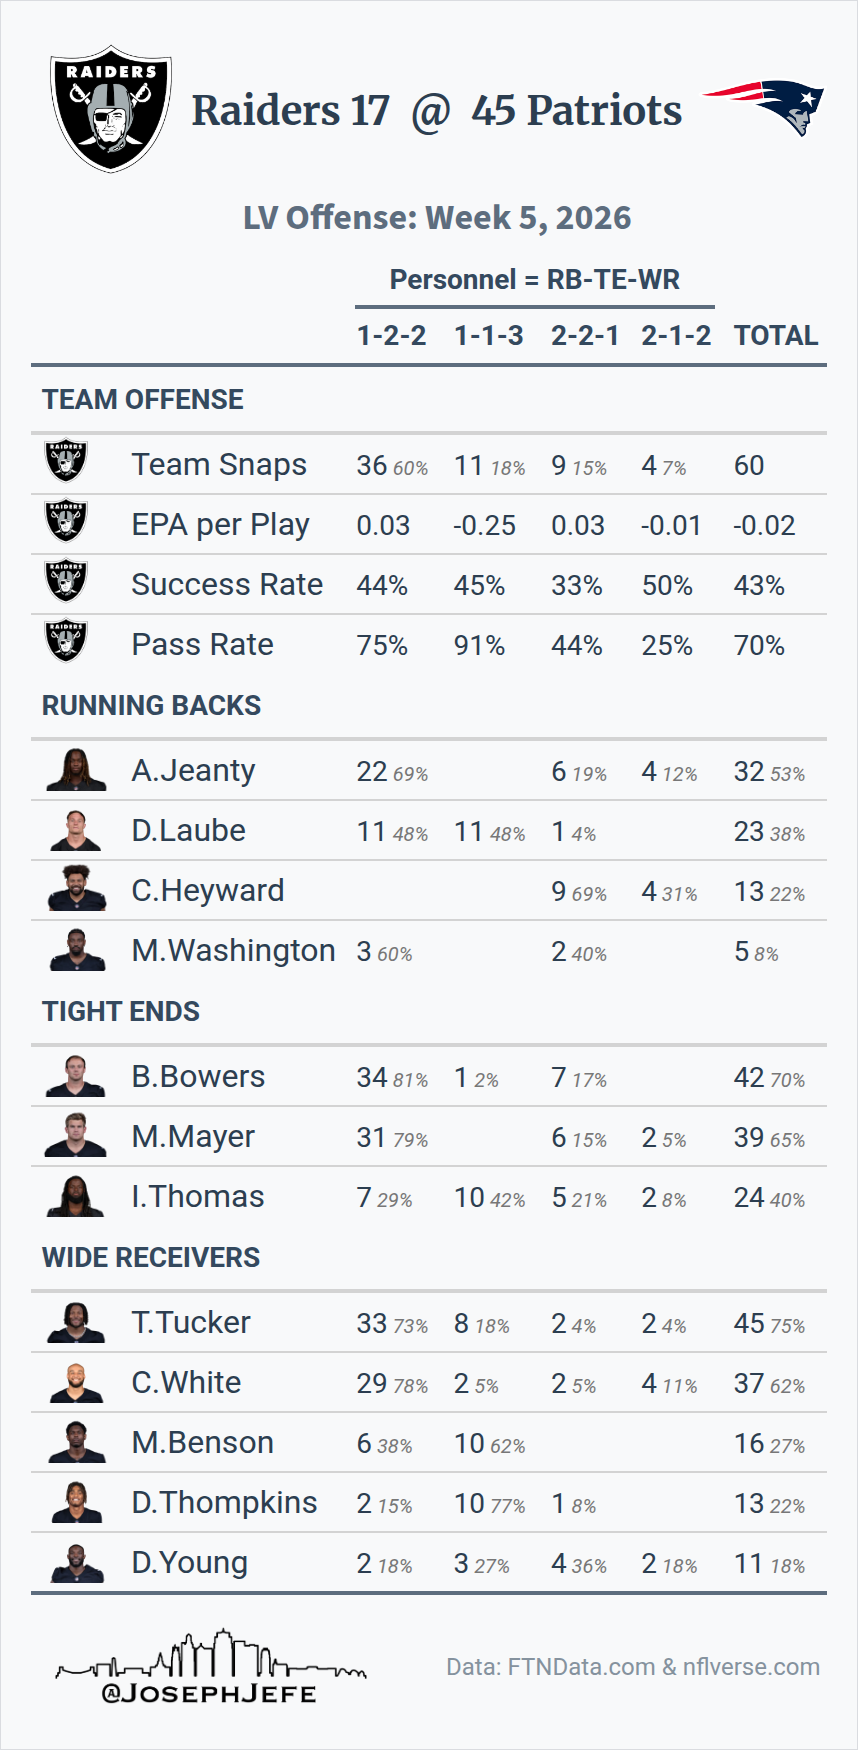 RAIDERS
Raiders 17 @ 45 Patriots
LV Offense: Week 5, 2026
Personnel = RB-TE-WR
1-2-2 1-1-3 2-2-1 2-1-2 TOTAL
TEAM OFFENSE
RAIDERS Team Snaps 36 60% 11 18% 9 15% 4 7% 60
RAIDERS EPA per Play 0.03 -0.25 0.03 -0.01 -0.02
RAIDERS Success Rate 44% 45% 33% 50% 43%
RAIDERS Pass Rate 75% 91% 44% 25% 70%
RUNNING BACKS
A.Jeanty 22 69% 6 19% 4 12% 32 53%
D.Laube 11 48% 11 48% 1 4% 23 38%
C.Heyward 9 69% 4 31% 13 22%
M.Washington 3 60% 2 40% 5 8%
TIGHT ENDS
B.Bowers 34 81% 1 2% 7 17% 42 70%
M.Mayer 31 79% 6 15% 2 5% 39 65%
I.Thomas 7 29% 10 42% 5 21% 2 8% 24 40%
WIDE RECEIVERS
T.Tucker 33 73% 8 18% 2 4% 2 4% 45 75%
C.White 29 78% 2 5% 2 5% 4 11% 37 62%
M.Benson 6 38% 10 62% 16 27%
D.Thompkins 2 15% 10 77% 1 8% 13 22%
D.Young 2 18% 3 27% 4 36% 2 18% 11 18%
@JOSEPHJEFE
Data: FTNData.com & nflverse.com